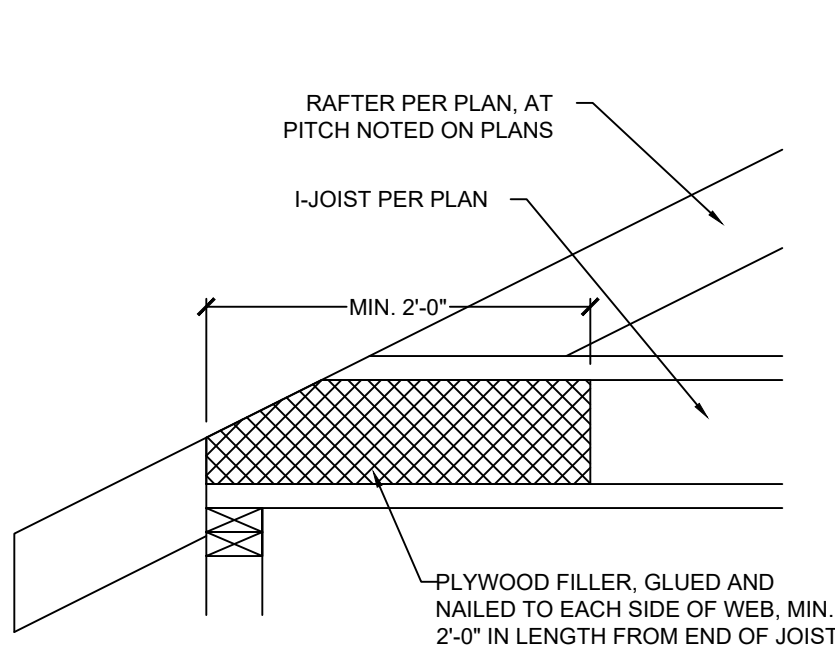 RAFTER PER PLAN, AT
PITCH NOTED ON PLANS
I-JOIST PER PLAN
MIN. 2'-0"
PLYWOOD FILLER, GLUED AND
NAILED TO EACH SIDE OF WEB, MIN.
2'-0" IN LENGTH FROM END OF JOIST